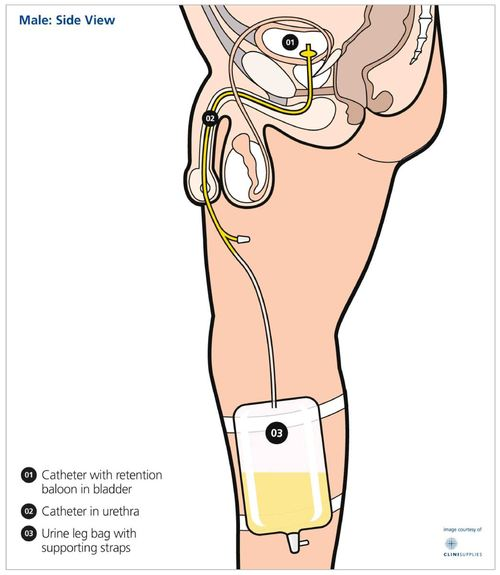 Male: Side View
01
02
03
01 Catheter with retention
baloon in bladder
02 Catheter in urethra
03 Urine leg bag with
supporting straps
image courtesy of
CLINISUPPLIES